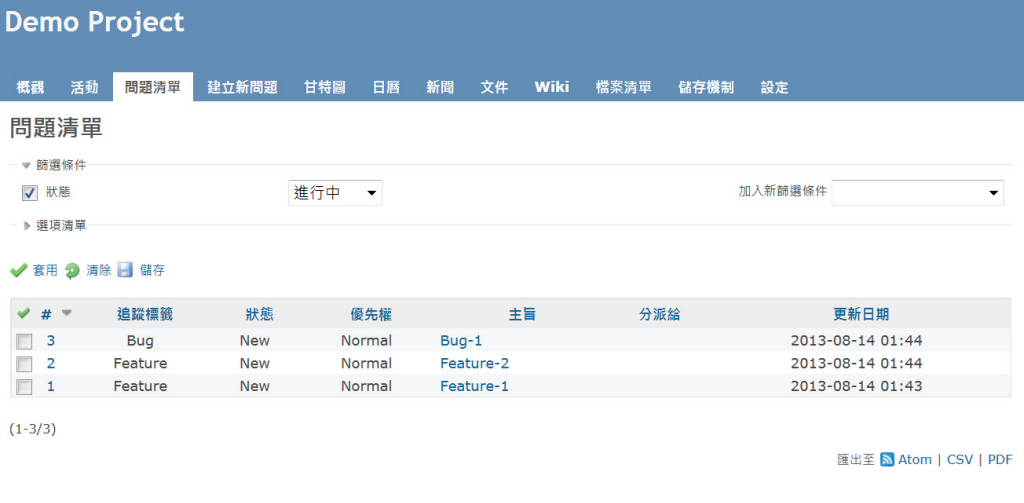 Demo Project
概觀 活動 問題清單 建立新問題 甘特圖 日曆 新聞 文件 Wiki 檔案清單 儲存機制 設定
問題清單
篩選條件
狀態 進行中 加入新篩選條件
選項清單
套用 清除 儲存
# 追蹤標籤 狀態 優先權 主旨 分派給 更新日期
3 Bug New Normal Bug-1 2013-08-14 01:44
2 Feature New Normal Feature-2 2013-08-14 01:44
1 Feature New Normal Feature-1 2013-08-14 01:43
(1-3/3)
匯出至 Atom | CSV | PDF